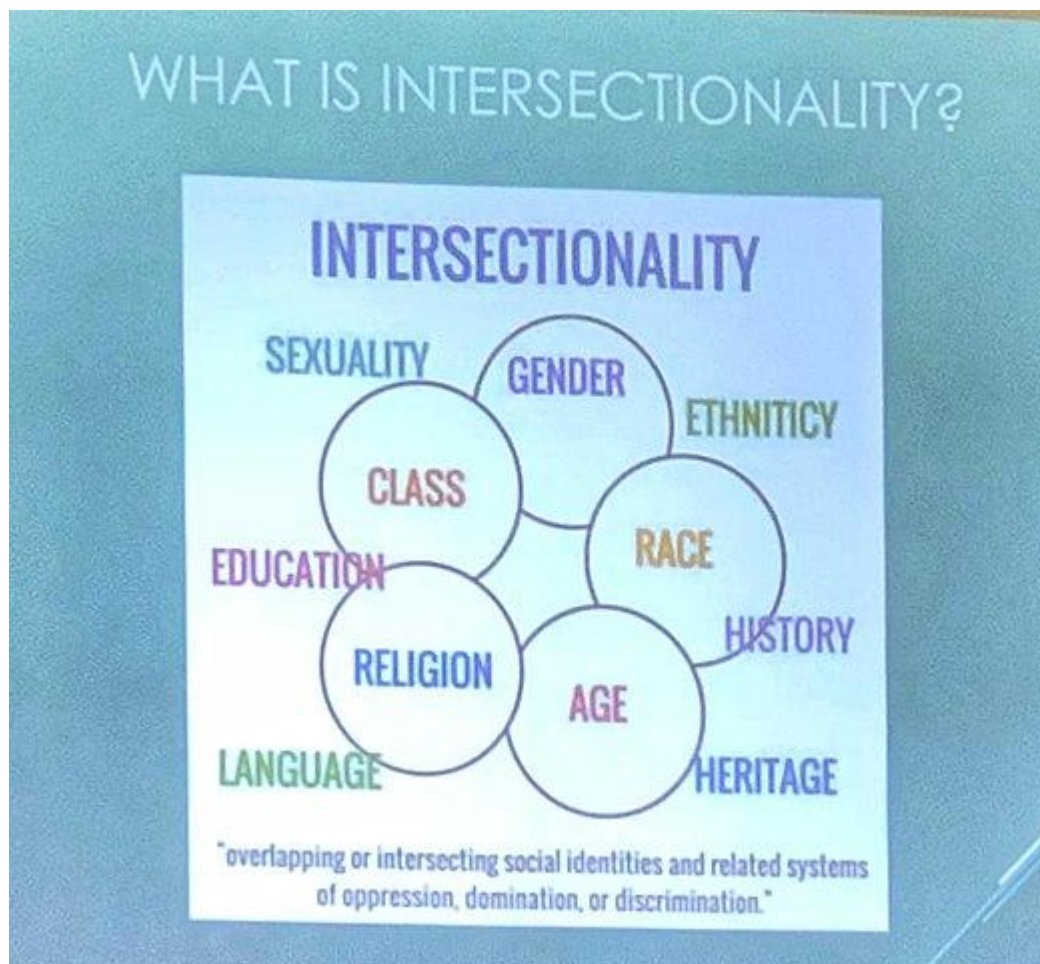 WHAT IS INTERSECTIONALITY?
INTERSECTIONALITY
SEXUALITY
GENDER
ETHNITICY
CLASS
RACE
EDUCATION
HISTORY
RELIGION
AGE
LANGUAGE
HERITAGE
"overlapping or intersecting social identities and related systems
of oppression, domination, or discrimination."